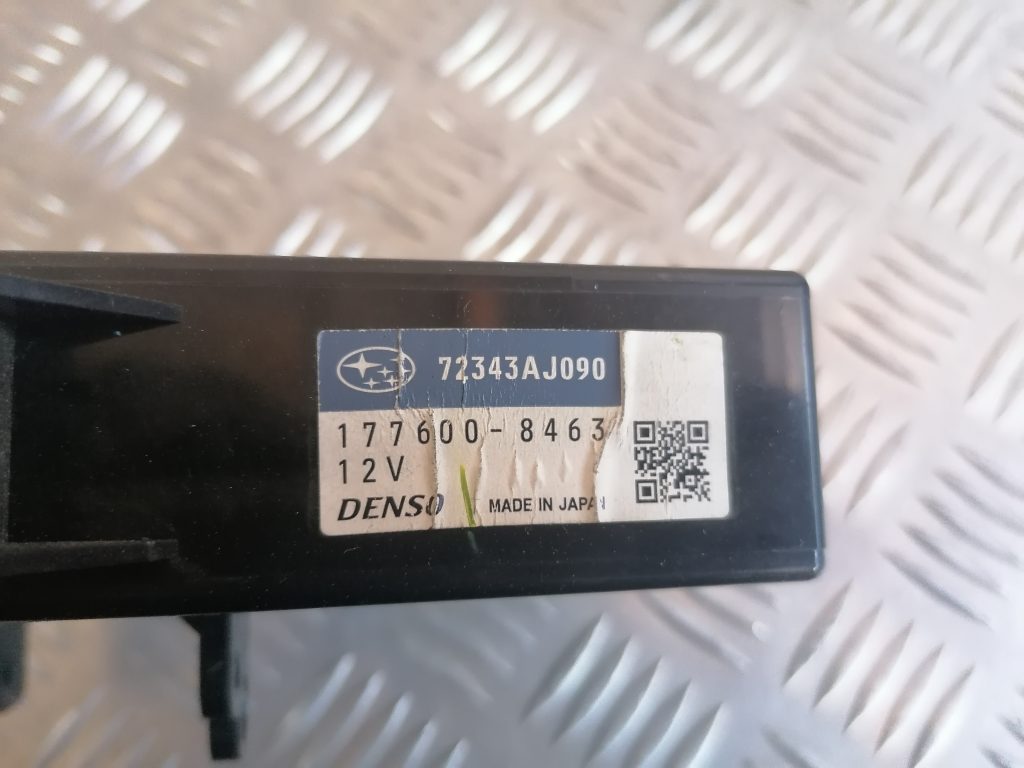 72343AJ090
177600-8463
12V
DENSO MADE IN JAPAN